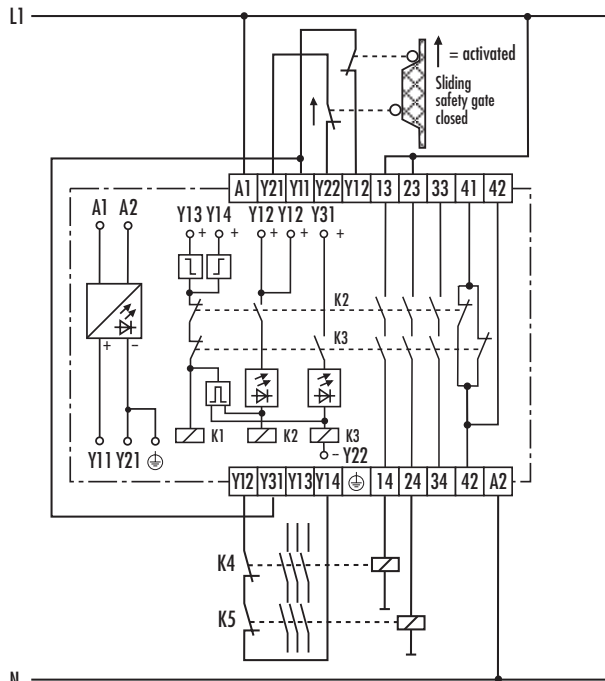 L1
= activated
Sliding
safety gate
closed
A1 Y21 Y11 Y22 Y12 13 23 33 41 42
A1 A2 Y13 Y14 Y12 Y12 Y31
+ + + + +
K2
K3
+ −
K1 K2 K3
− Y22
Y11 Y21
Y12 Y31 Y13 Y14 14 24 34 42 A2
K4
K5
N